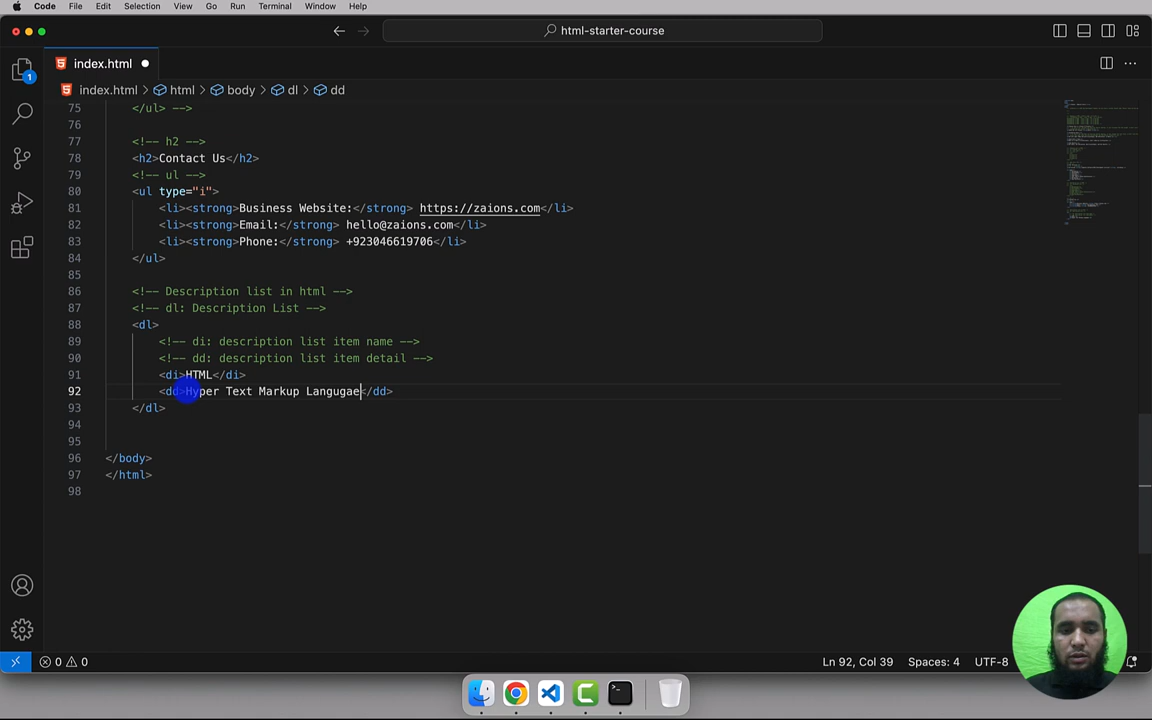 Code File Edit Selection View Go Run Terminal Window Help
html-starter-course
index.html
index.html > html > body > dl > dd
75 </ul> -->
76
77 <!-- h2 -->
78 <h2>Contact Us</h2>
79 <!-- ul -->
80 <ul type="i">
81 <li><strong>Business Website:</strong> https://zaions.com</li>
82 <li><strong>Email:</strong> hello@zaions.com</li>
83 <li><strong>Phone:</strong> +923046619706</li>
84 </ul>
85
86 <!-- Description list in html -->
87 <!-- dl: Description List -->
88 <dl>
89 <!-- di: description list item name -->
90 <!-- dd: description list item detail -->
91 <di>HTML</di>
92 <dd>Hyper Text Markup Langugae</dd>
93 </dl>
94
95
96 </body>
97 </html>
98
1
0 0 Ln 92, Col 39 Spaces: 4 UTF-8